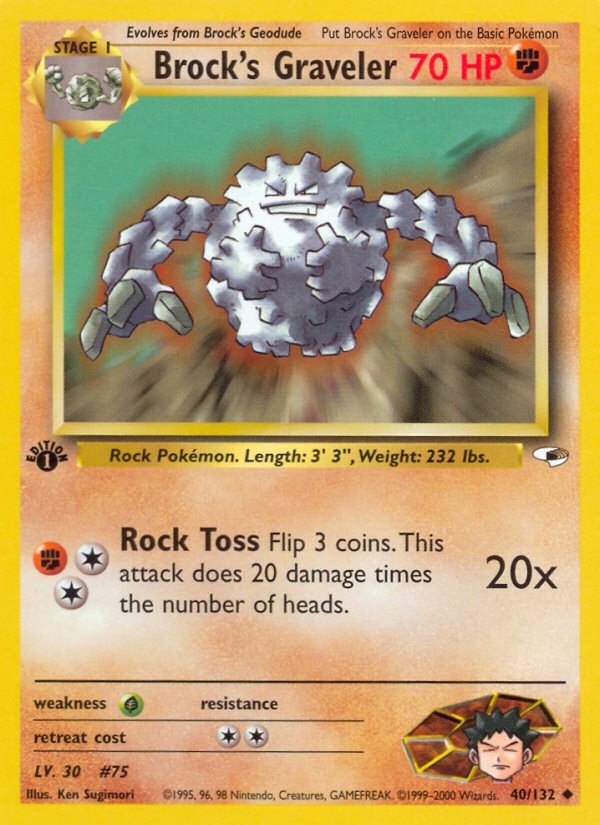 Evolves from Brock's Geodude Put Brock's Graveler on the Basic Pokémon
STAGE 1
Brock's Graveler 70 HP
EDITION
1
Rock Pokémon. Length: 3' 3", Weight: 232 lbs.
Rock Toss Flip 3 coins. This
attack does 20 damage times
the number of heads.
20x
weakness resistance
retreat cost
LV. 30 #75
Illus. Ken Sugimori ©1995, 96, 98 Nintendo, Creatures, GAMEFREAK. ©1999-2000 Wizards. 40/132